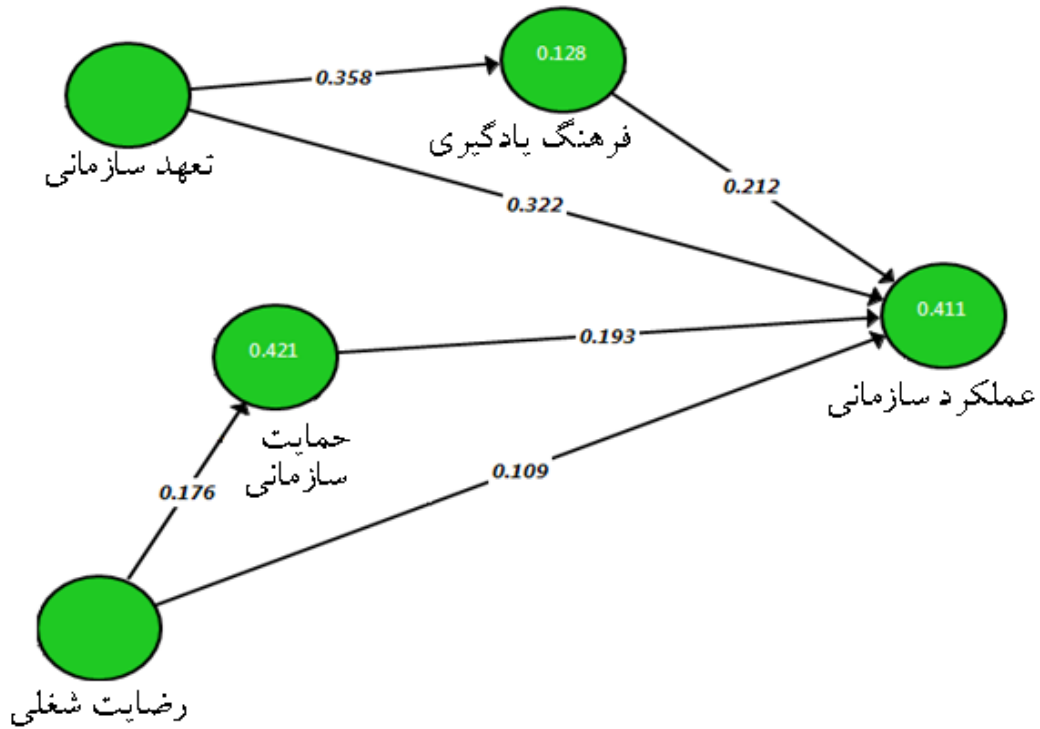 0.128
0.358
فرهنگ یادگیری
تعهد سازمانی
0.212
0.322
0.411
0.193
0.421
عملکرد سازمانی
حمایت
سازمانی
0.109
0.176
رضایت شغلی